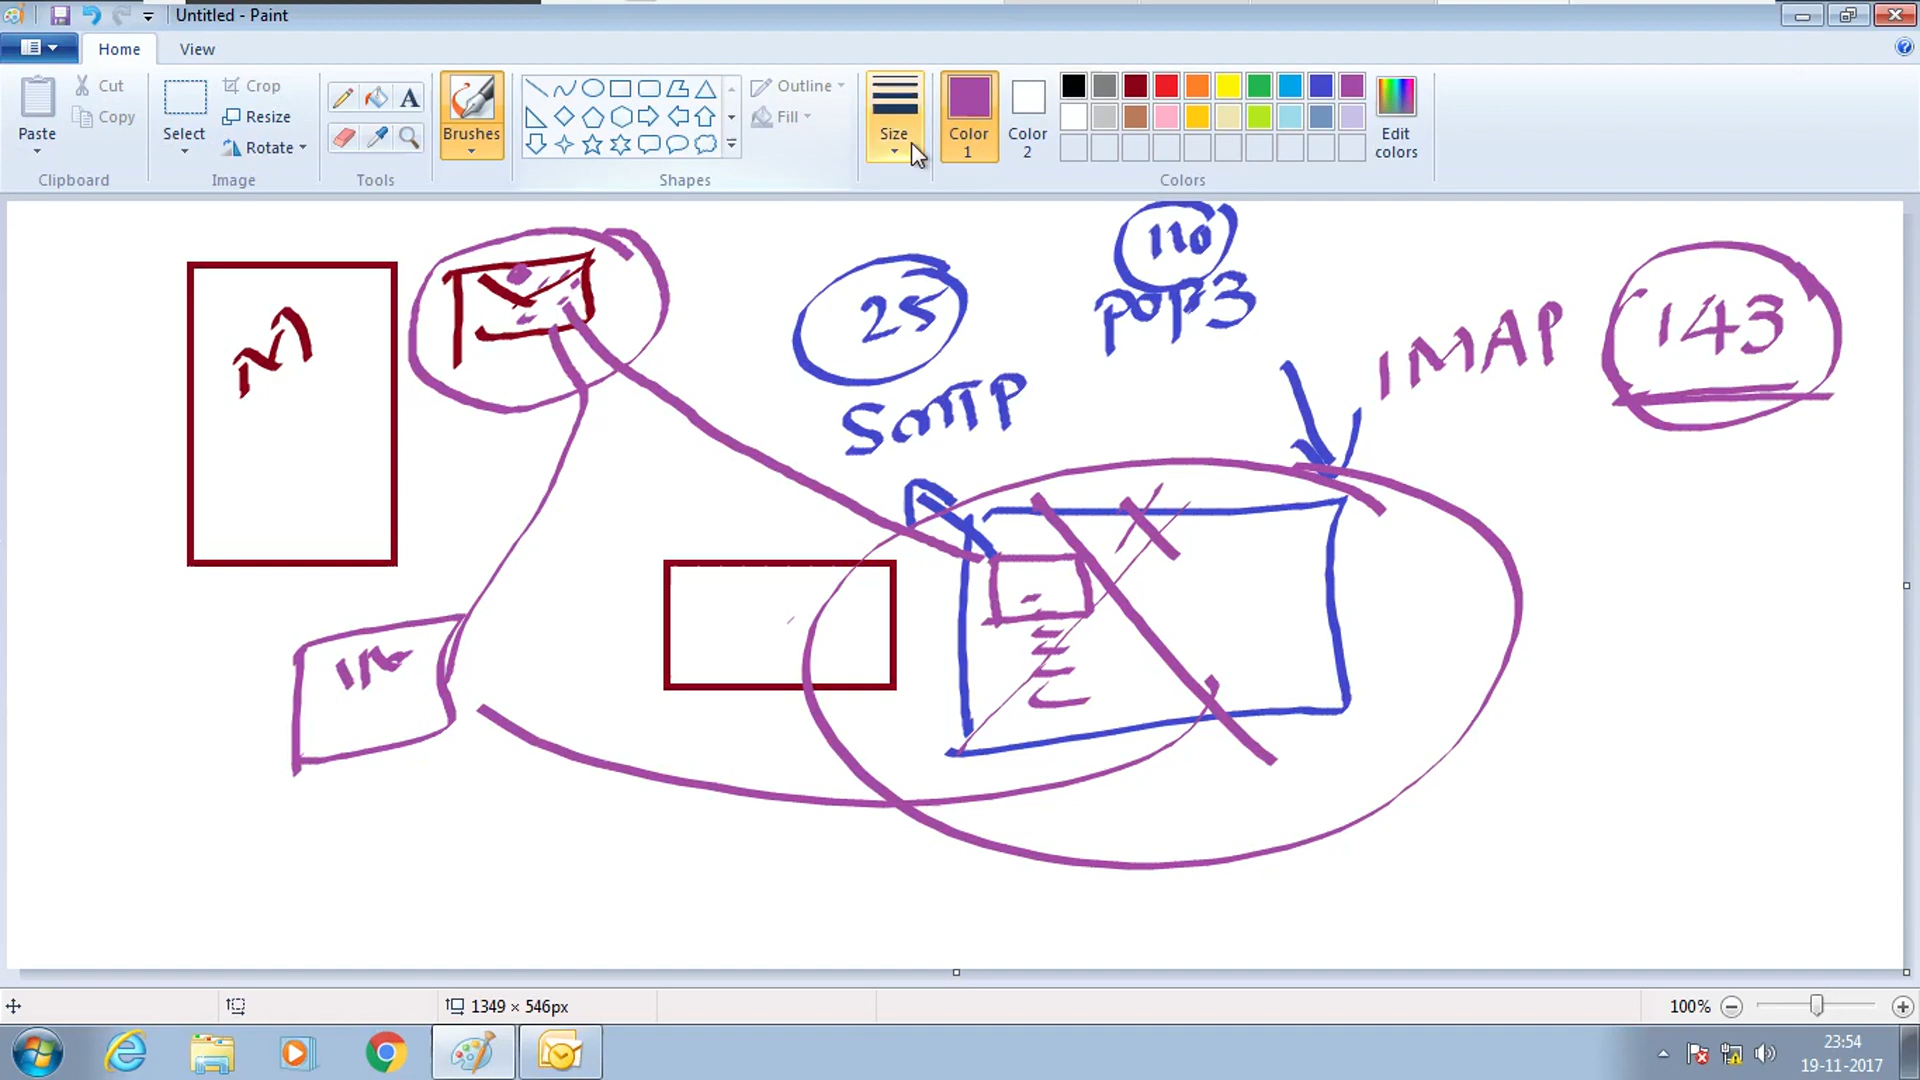 Untitled - Paint
Home
View
Paste
Cut
Copy
Clipboard
Select
Crop
Resize
Rotate
Image
Tools
Brushes
Shapes
Outline
Fill
Size
Color
1
Color
2
Edit
colors
Colors
M
25
SMTP
110
POP3
IMAP
143
1349 × 546px
100%
23:54
19-11-2017